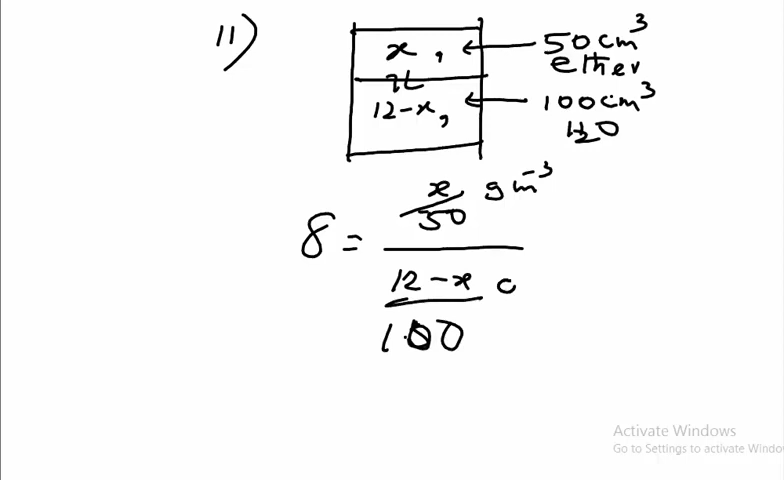 11)
x,
50cm³
ether
12-x,
100cm³
H₂O
8 = 
x/50 gm⁻³
12-x c
100
Activate Windows
Go to Settings to activate Windo